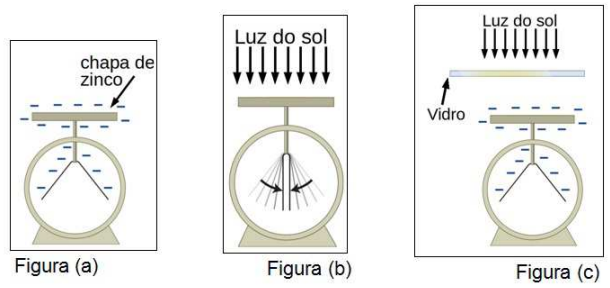 chapa de
zinco
Figura (a)
Luz do sol
Figura (b)
Luz do sol
Vidro
Figura (c)